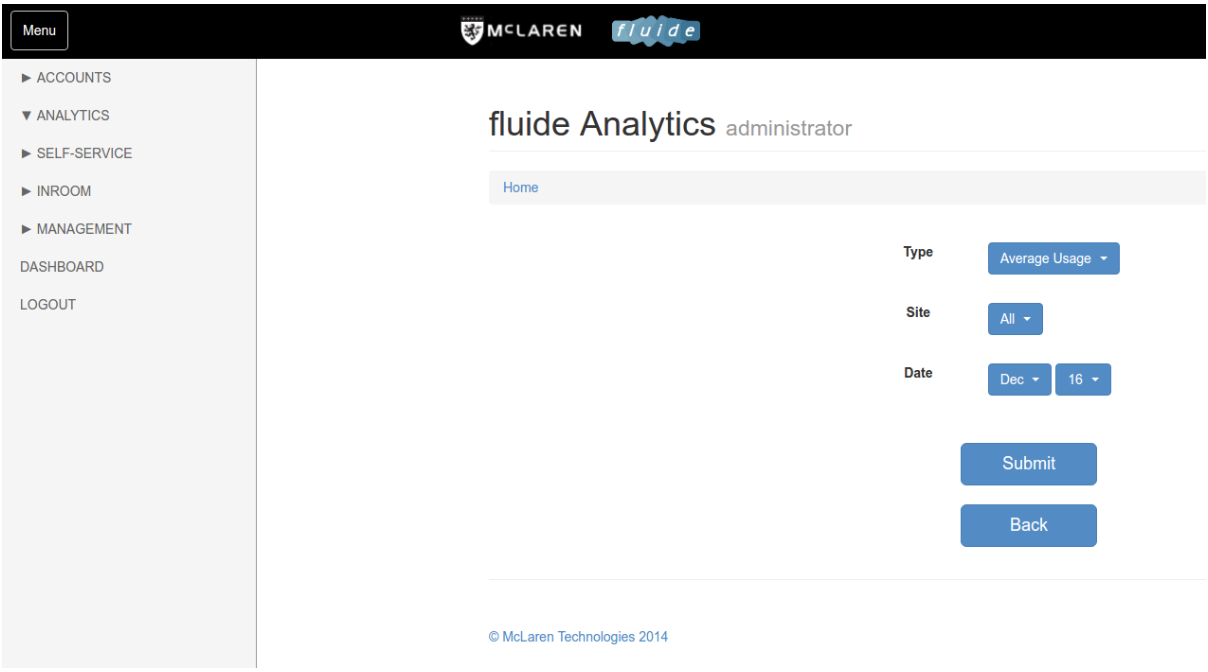 Menu
McLAREN fluide
► ACCOUNTS
▼ ANALYTICS
► SELF-SERVICE
► INROOM
► MANAGEMENT
DASHBOARD
LOGOUT
fluide Analytics administrator
Home
Type Average Usage
Site All
Date Dec 16
Submit
Back
© McLaren Technologies 2014